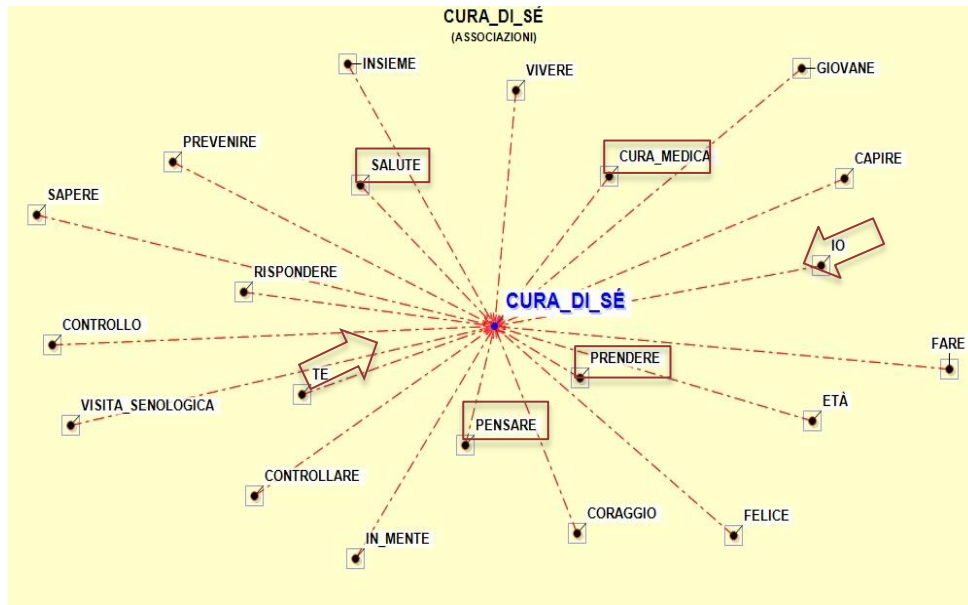 CURA_DI_SÉ
(ASSOCIAZIONI)
INSIEME
VIVERE
GIOVANE
PREVENIRE
SALUTE
CURA_MEDICA
CAPIRE
SAPERE
IO
RISPONDERE
CURA_DI_SÉ
CONTROLLO
FARE
PRENDERE
TE
VISITA_SENOLOGICA
ETÀ
PENSARE
CONTROLLARE
CORAGGIO
FELICE
IN_MENTE